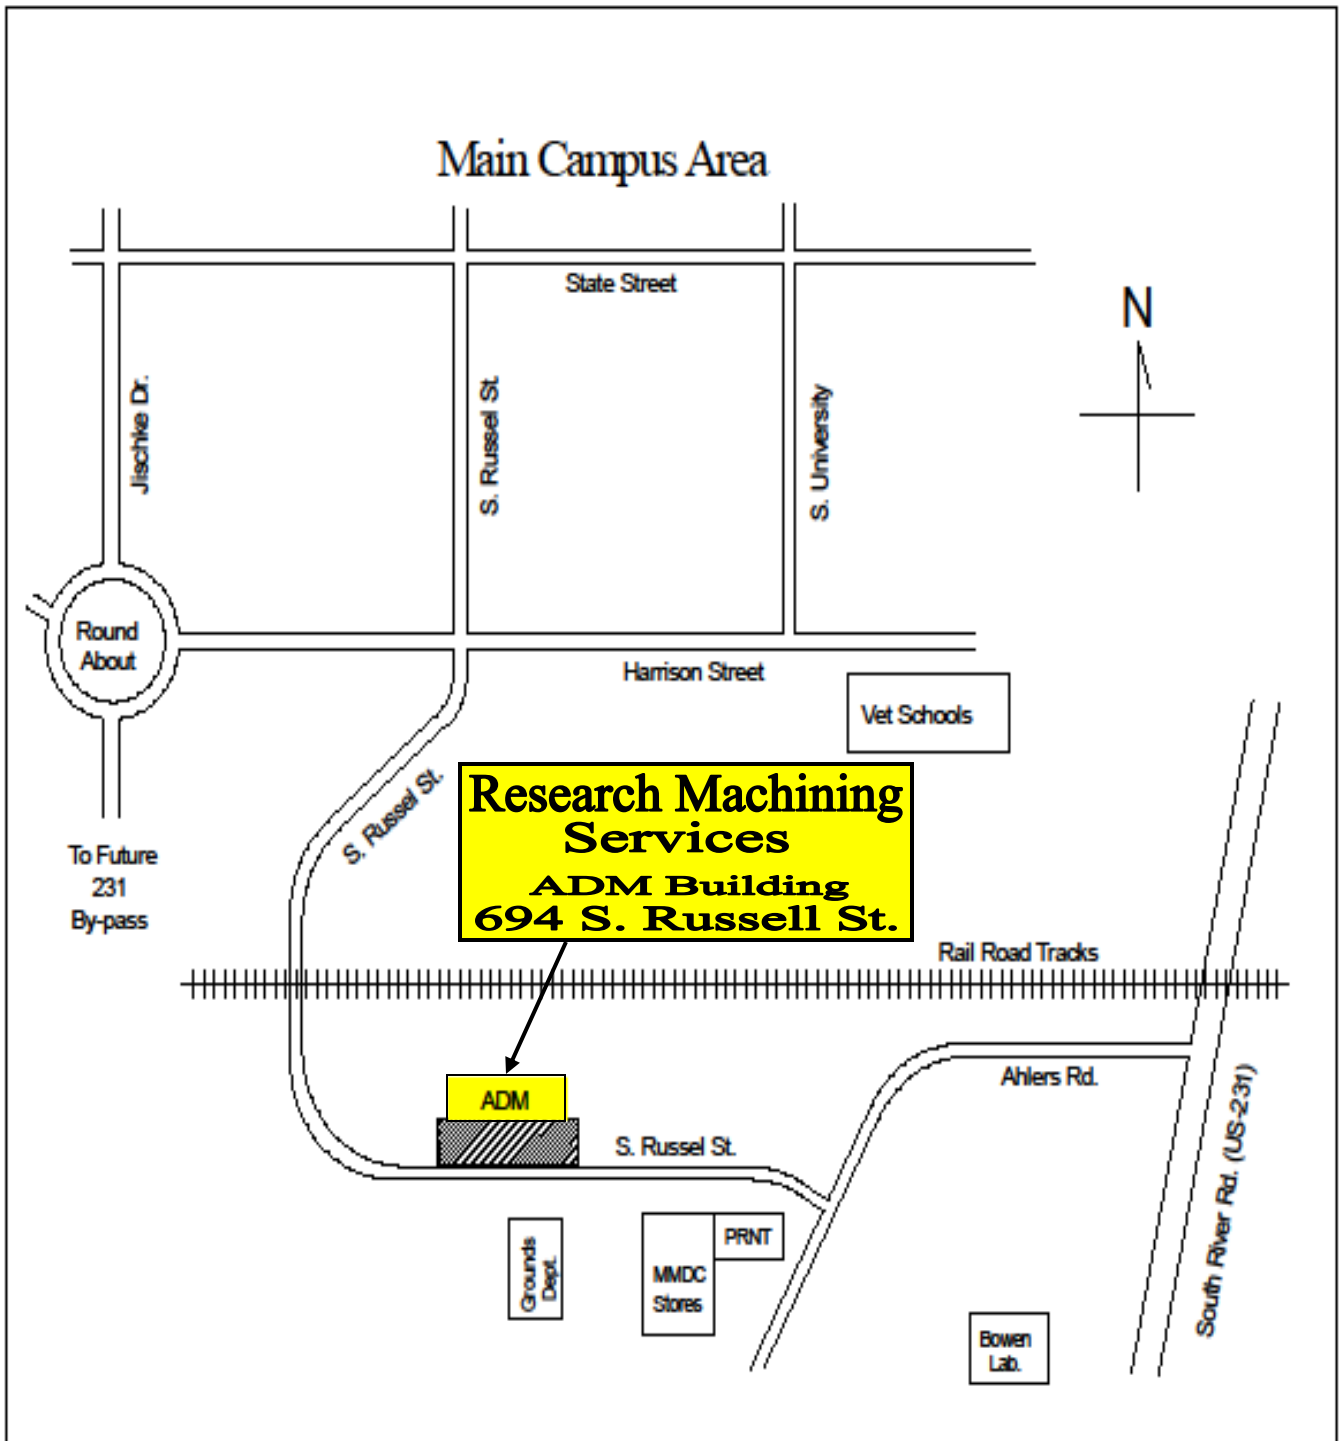 Main Campus Area
State Street
N
Jischke Dr.
S. Russel St.
S. University
Round
About
Harrison Street
Vet Schools
S. Russel St.
Research Machining
Services
ADM Building
694 S. Russell St.
To Future
231
By-pass
Rail Road Tracks
Ahlers Rd.
South River Rd. (US-231)
ADM
S. Russel St.
Grounds
Dept.
PRNT
MMDC
Stores
Bowen
Lab.